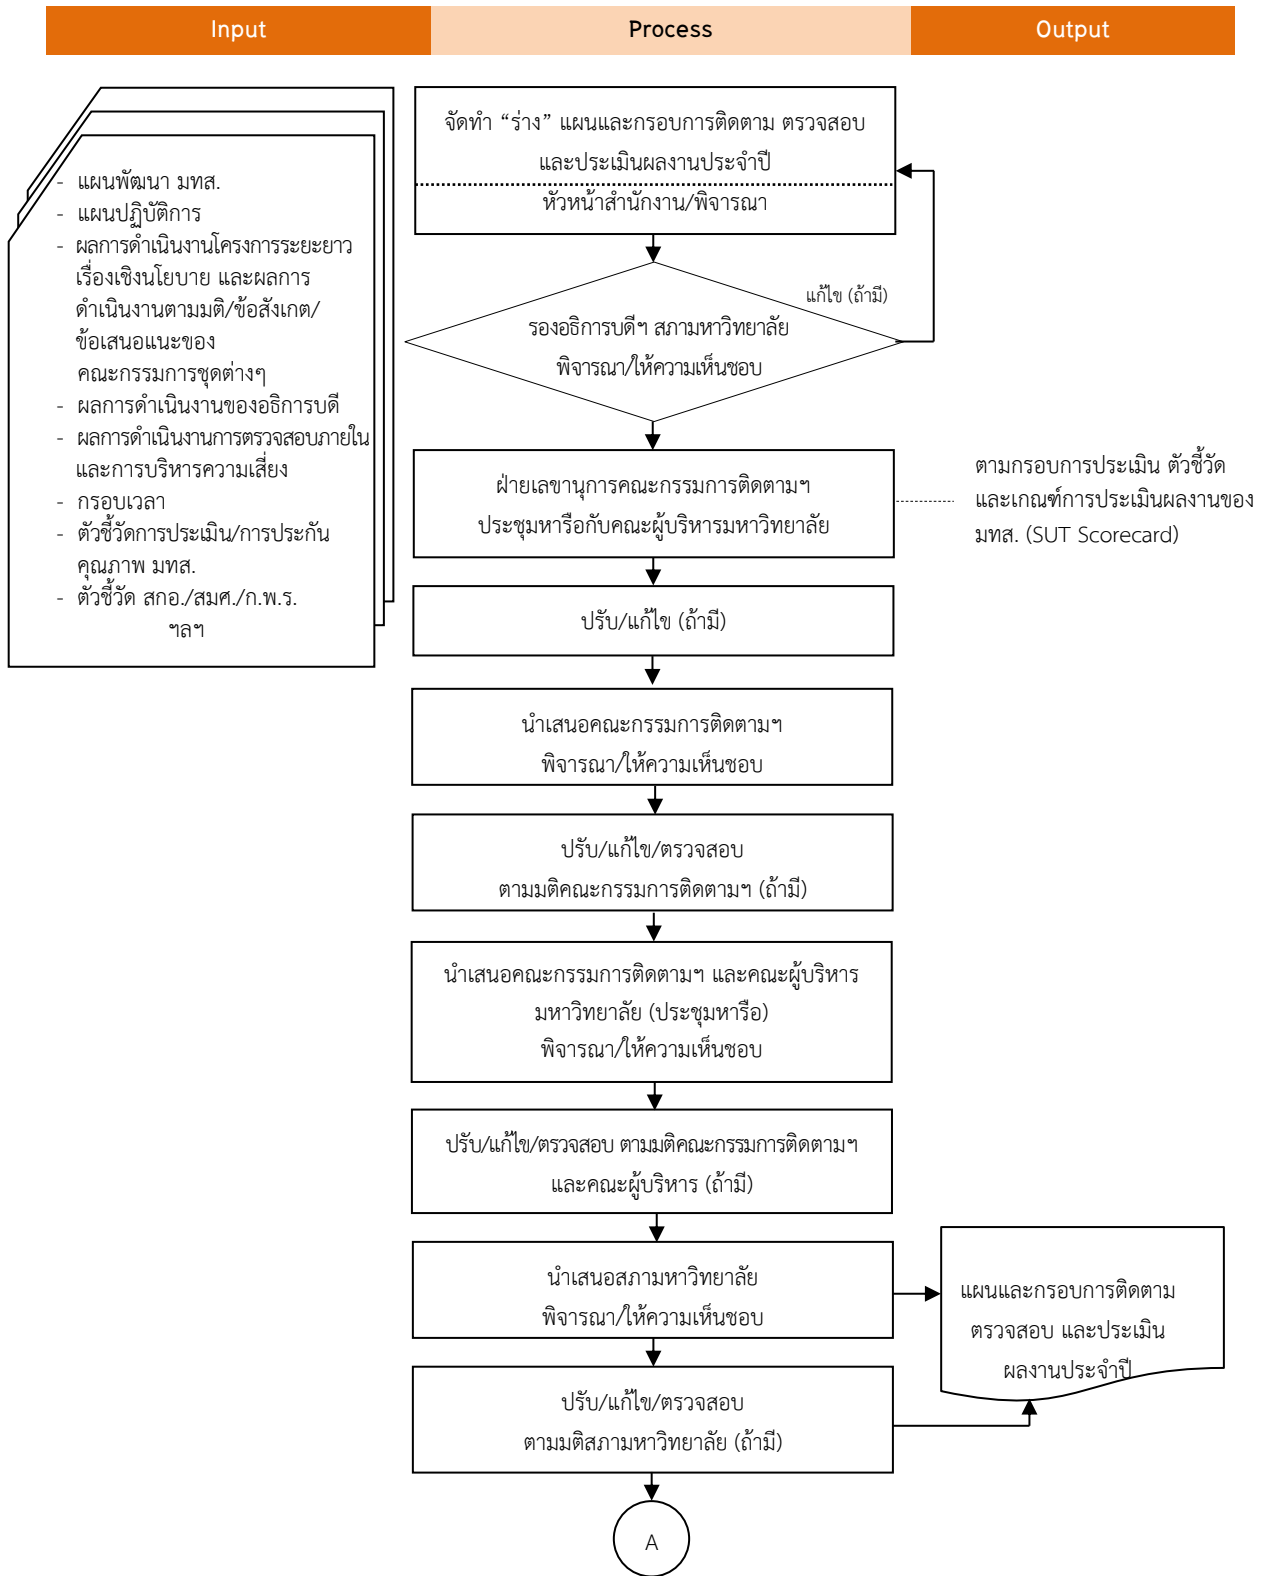 Input
Process
Output
- แผนพัฒนา มทส.
- แผนปฏิบัติการ
- ผลการดำเนินงานโครงการระยะยาว
เรื่องเชิงนโยบาย และผลการ
ดำเนินงานตามมติ/ข้อสังเกต/
ข้อเสนอแนะของ
คณะกรรมการชุดต่างๆ
- ผลการดำเนินงานของอธิการบดี
- ผลการดำเนินงานการตรวจสอบภายใน
และการบริหารความเสี่ยง
- กรอบเวลา
- ตัวชี้วัดการประเมิน/การประกัน
คุณภาพ มทส.
- ตัวชี้วัด สกอ./สมศ./ก.พ.ร.
ฯลฯ
จัดทำ “ร่าง” แผนและกรอบการติดตาม ตรวจสอบ
และประเมินผลงานประจำปี
หัวหน้าสำนักงาน/พิจารณา
แก้ไข (ถ้ามี)
รองอธิการบดีฯ สภามหาวิทยาลัย
พิจารณา/ให้ความเห็นชอบ
ฝ่ายเลขานุการคณะกรรมการติดตามฯ
ประชุมหารือกับคณะผู้บริหารมหาวิทยาลัย
ตามกรอบการประเมิน ตัวชี้วัด
และเกณฑ์การประเมินผลงานของ
มทส. (SUT Scorecard)
ปรับ/แก้ไข (ถ้ามี)
นำเสนอคณะกรรมการติดตามฯ
พิจารณา/ให้ความเห็นชอบ
ปรับ/แก้ไข/ตรวจสอบ
ตามมติคณะกรรมการติดตามฯ (ถ้ามี)
นำเสนอคณะกรรมการติดตามฯ และคณะผู้บริหาร
มหาวิทยาลัย (ประชุมหารือ)
พิจารณา/ให้ความเห็นชอบ
ปรับ/แก้ไข/ตรวจสอบ ตามมติคณะกรรมการติดตามฯ
และคณะผู้บริหาร (ถ้ามี)
นำเสนอสภามหาวิทยาลัย
พิจารณา/ให้ความเห็นชอบ
แผนและกรอบการติดตาม
ตรวจสอบ และประเมิน
ผลงานประจำปี
ปรับ/แก้ไข/ตรวจสอบ
ตามมติสภามหาวิทยาลัย (ถ้ามี)
A